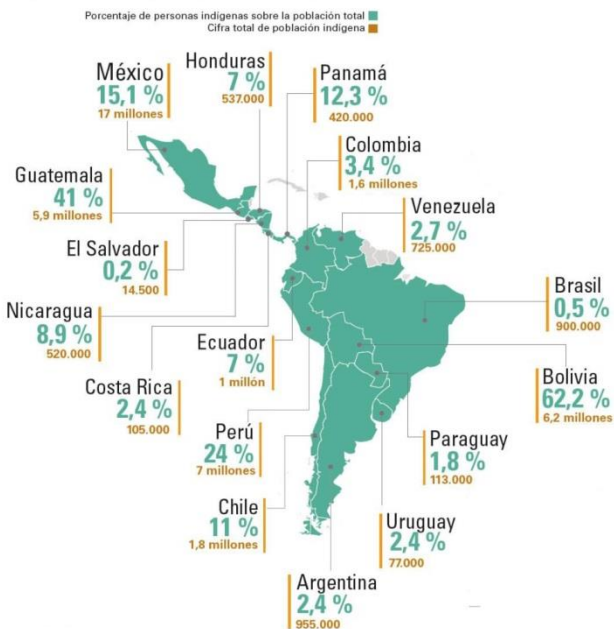 Porcentaje de personas indígenas sobre la población total
Cifra total de población indígena
México
15,1 %
17 millones
Honduras
7 %
537.000
Panamá
12,3 %
420.000
Colombia
3,4 %
1,6 millones
Guatemala
41 %
5,9 millones
Venezuela
2,7 %
725.000
El Salvador
0,2 %
14.500
Brasil
0,5 %
900.000
Nicaragua
8,9 %
520.000
Ecuador
7 %
1 millón
Bolivia
62,2 %
6,2 millones
Costa Rica
2,4 %
105.000
Perú
24 %
7 millones
Paraguay
1,8 %
113.000
Chile
11 %
1,8 millones
Uruguay
2,4 %
77.000
Argentina
2,4 %
955.000